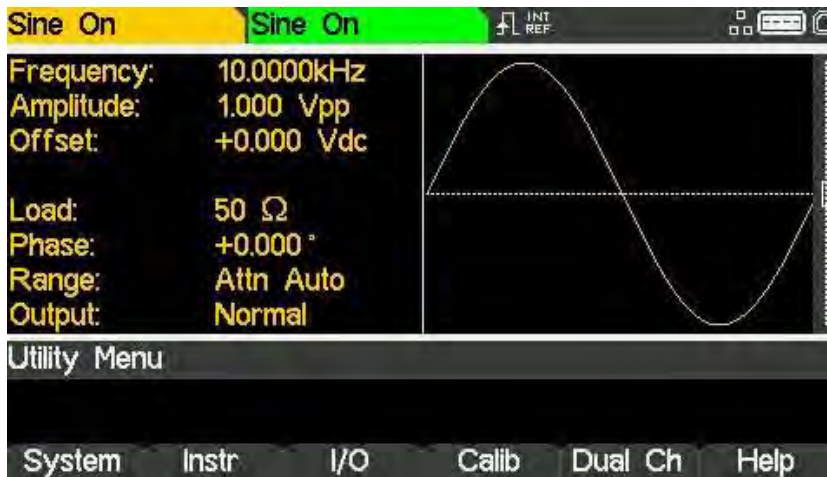 Sine On Sine On INT REF
Frequency: 10.0000kHz
Amplitude: 1.000 Vpp
Offset: +0.000 Vdc
Load: 50 Ω
Phase: +0.000 °
Range: Attn Auto
Output: Normal
Utility Menu
System Instr I/O Calib Dual Ch Help